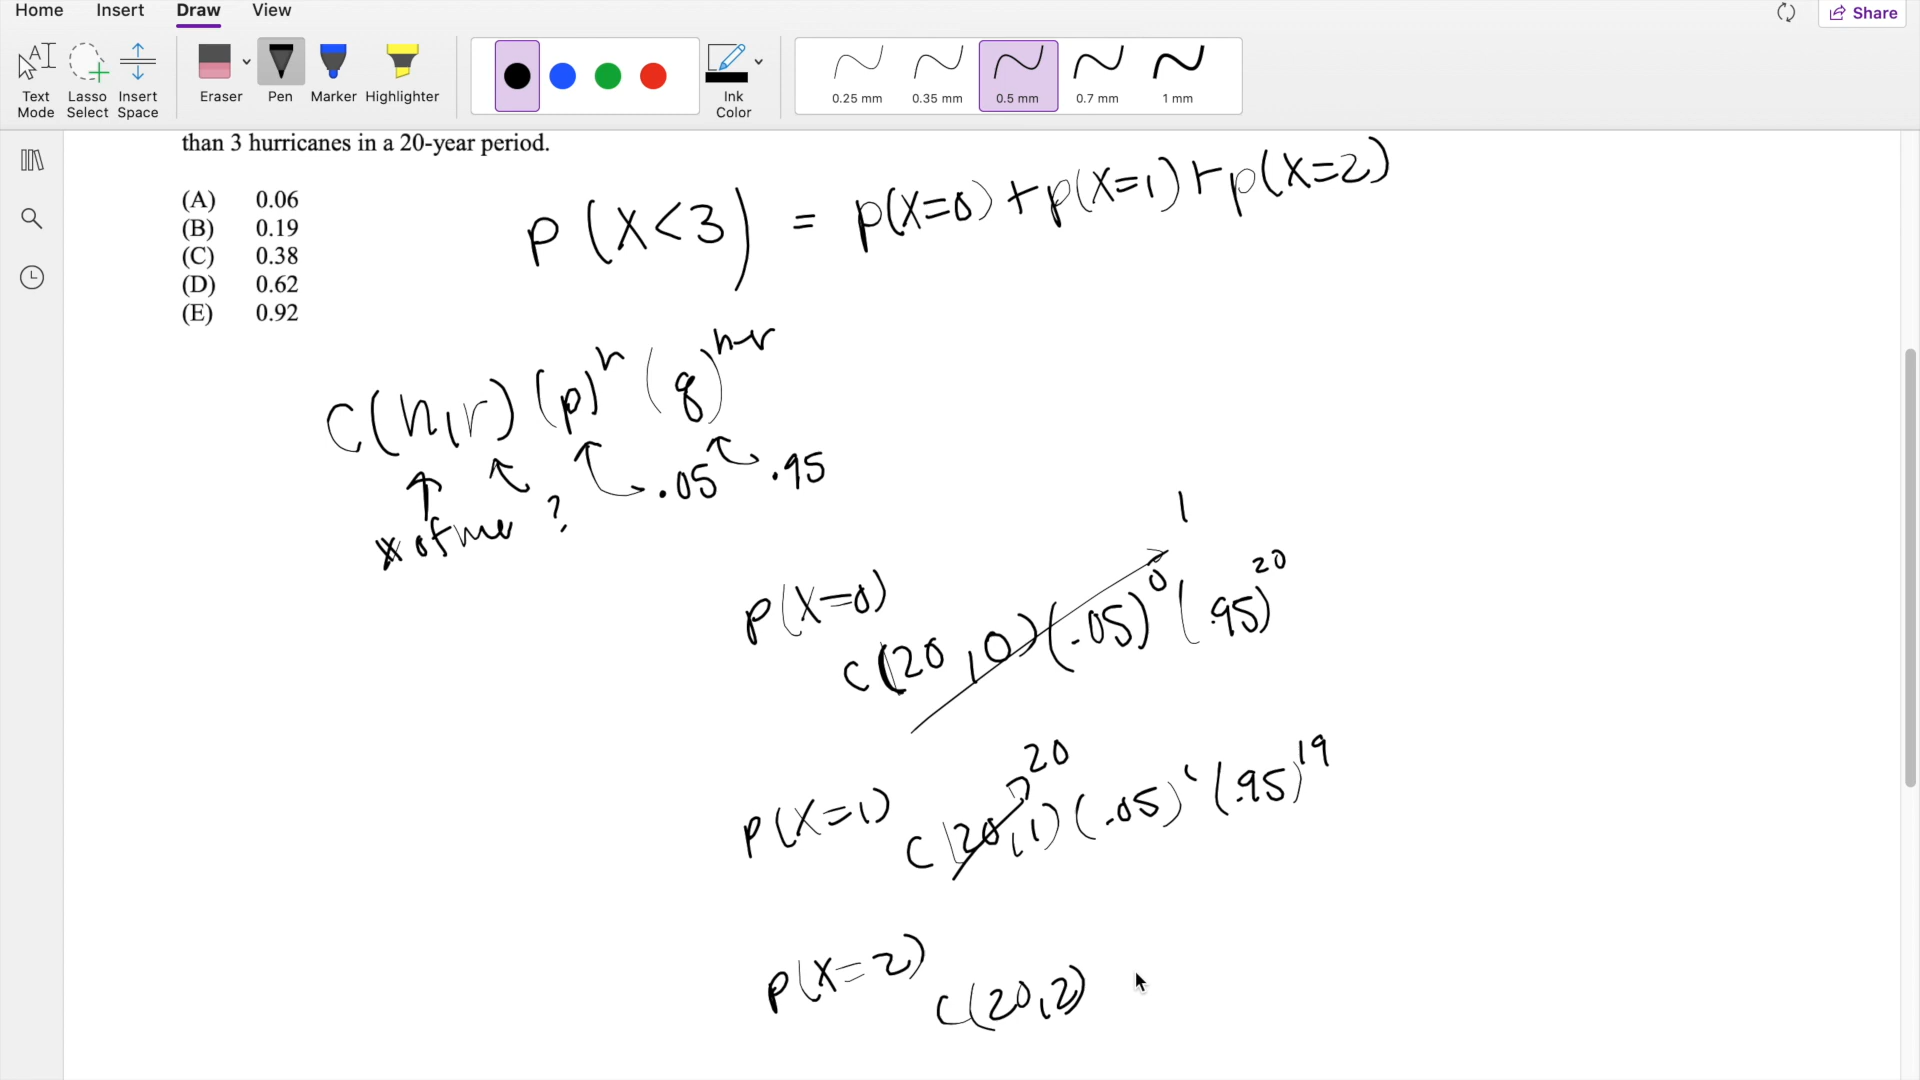 Home Insert Draw View Share
Text Mode Lasso Select Insert Space Eraser Pen Marker Highlighter Ink Color 0.25 mm 0.35 mm 0.5 mm 0.7 mm 1 mm
than 3 hurricanes in a 20-year period.
(A) 0.06
(B) 0.19
(C) 0.38
(D) 0.62
(E) 0.92
P(X<3) = P(X=0)+P(X=1)+P(X=2)
C(n,r)(p)^r (q)^n-r
.05 .95
# of ?
1
P(X=0)
C(20,0)(.05)^0 (.95)^20
20
P(X=1) C(20,1)(.05)^1 (.95)^19
P(X=2) C(20,2)